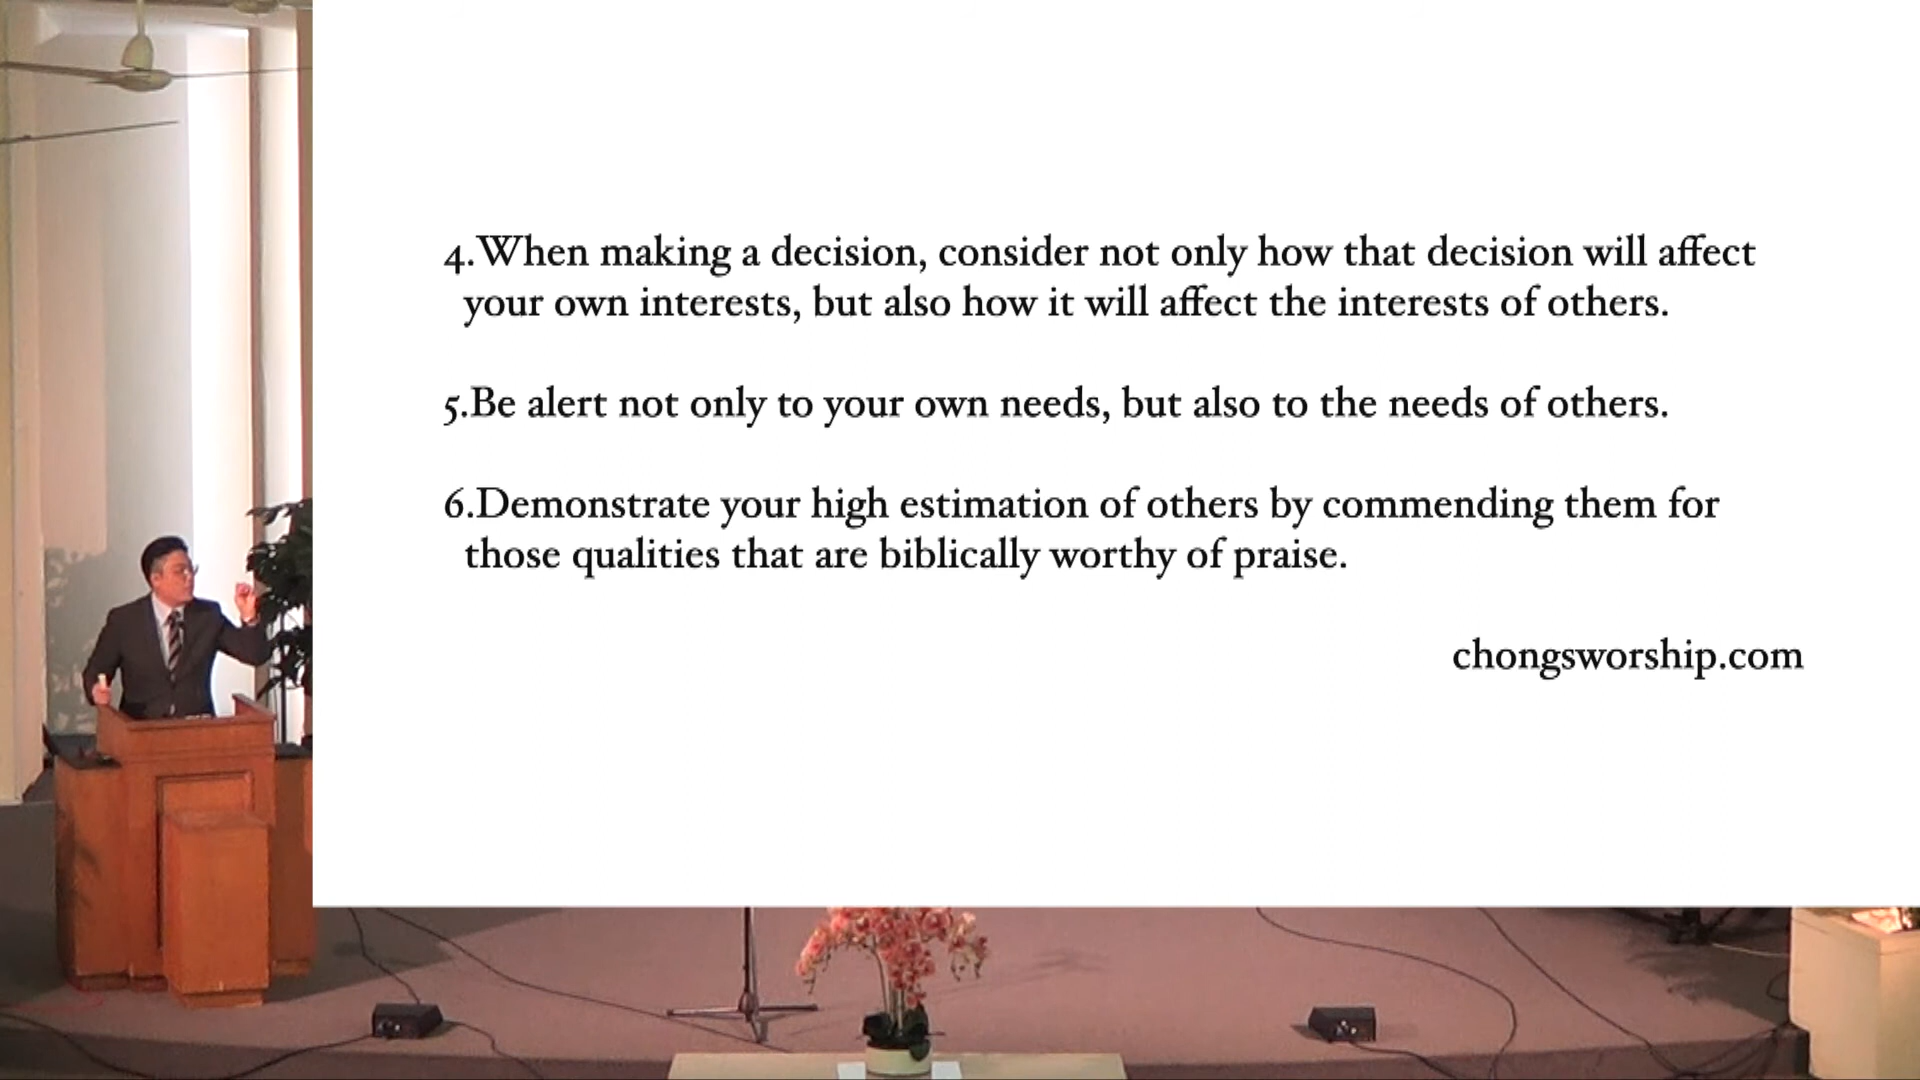 4.When making a decision, consider not only how that decision will affect
your own interests, but also how it will affect the interests of others.
5.Be alert not only to your own needs, but also to the needs of others.
6.Demonstrate your high estimation of others by commending them for
those qualities that are biblically worthy of praise.
chongsworship.com